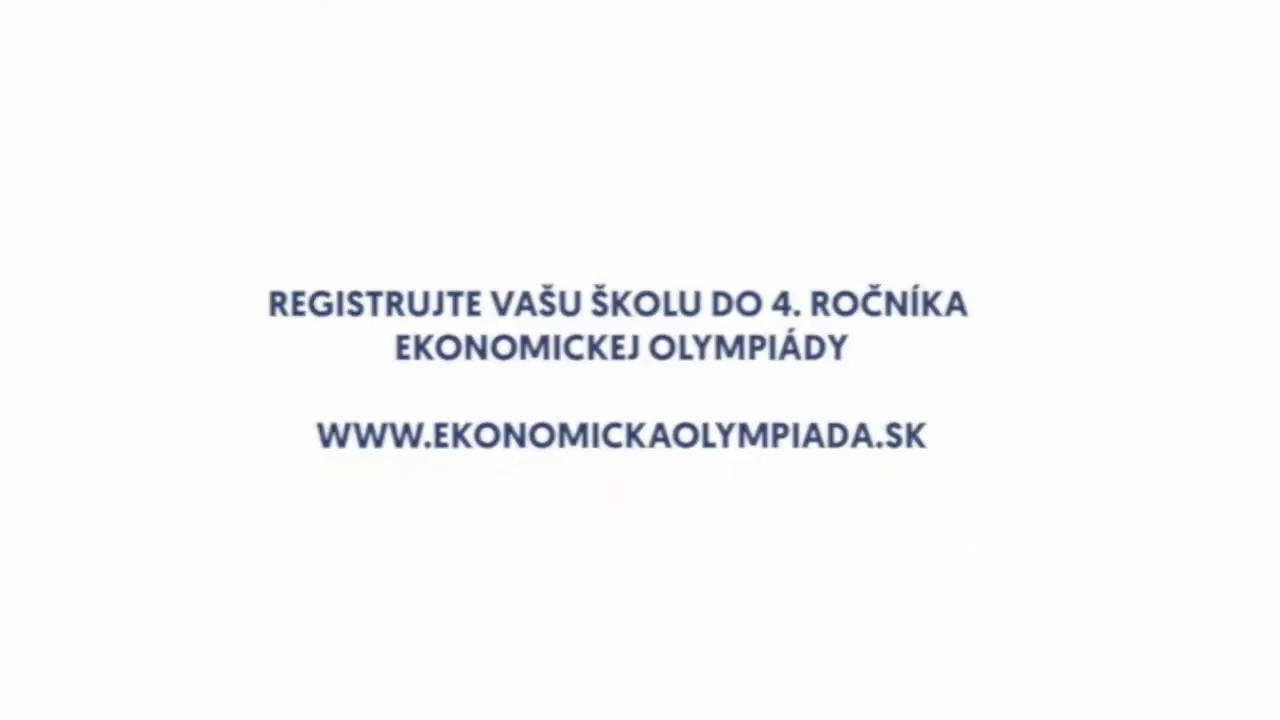 REGISTRUJTE VAŠU ŠKOLU DO 4. ROČNÍKA
EKONOMICKEJ OLYMPIÁDY
WWW.EKONOMICKAOLYMPIADA.SK